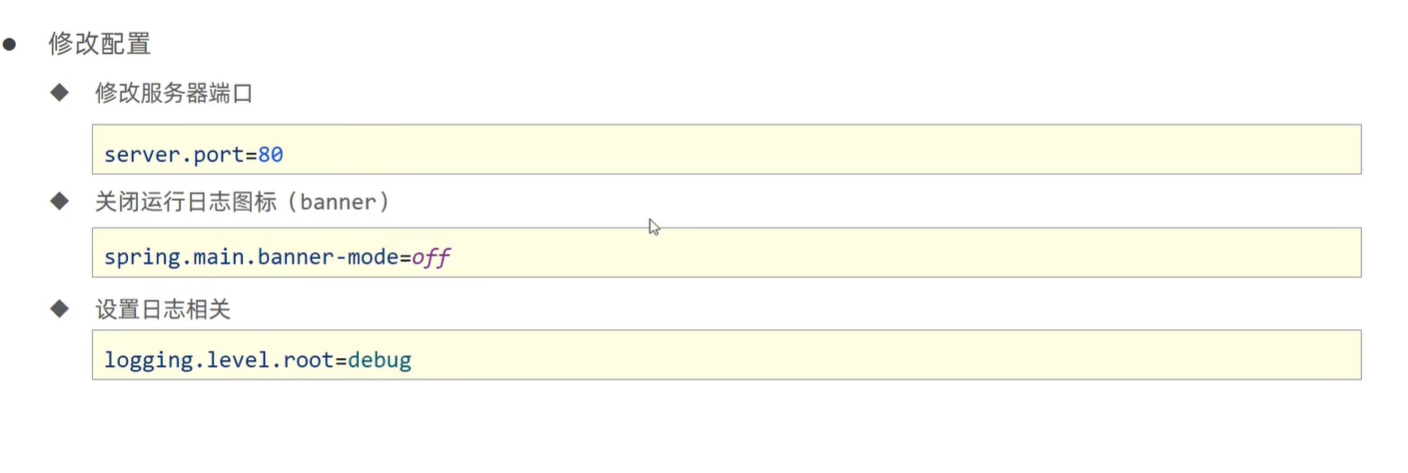 修改配置
修改服务器端口
server.port=80
关闭运行日志图标（banner）
spring.main.banner-mode=off
设置日志相关
logging.level.root=debug